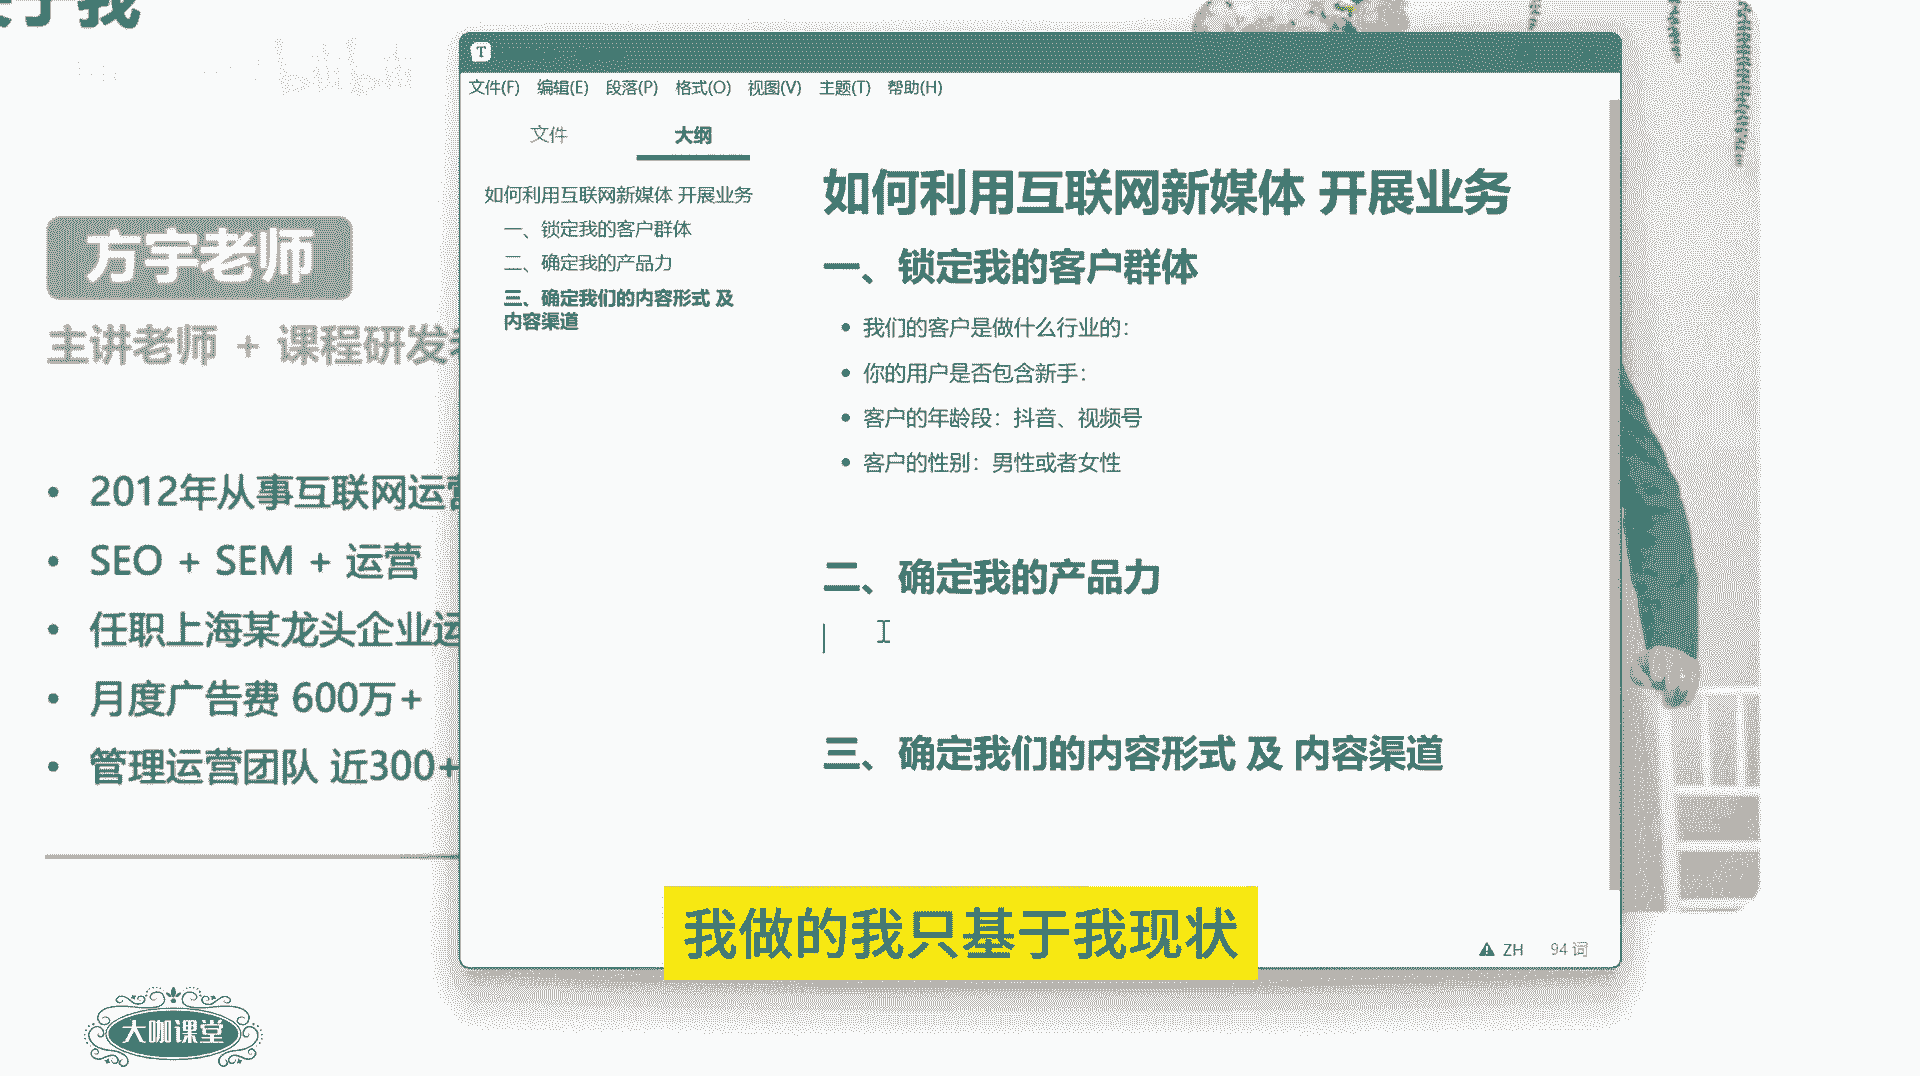 于我
bilibili
方宇老师
主讲老师 + 课程研发
2012年从事互联网运营
SEO + SEM + 运营
任职上海某龙头企业运
月度广告费 600万+
管理运营团队 近300+
大咖课堂
T
文件(F) 编辑(E) 段落(P) 格式(O) 视图(V) 主题(T) 帮助(H)
文件 大纲
如何利用互联网新媒体 开展业务
一、锁定我的客户群体
二、确定我的产品力
三、确定我们的内容形式 及
内容渠道
如何利用互联网新媒体 开展业务
一、锁定我的客户群体
我们的客户是做什么行业的:
你的用户是否包含新手:
客户的年龄段：抖音、视频号
客户的性别：男性或者女性
二、确定我的产品力
三、确定我们的内容形式 及 内容渠道
我做的我只基于我现状
ZH 94 词